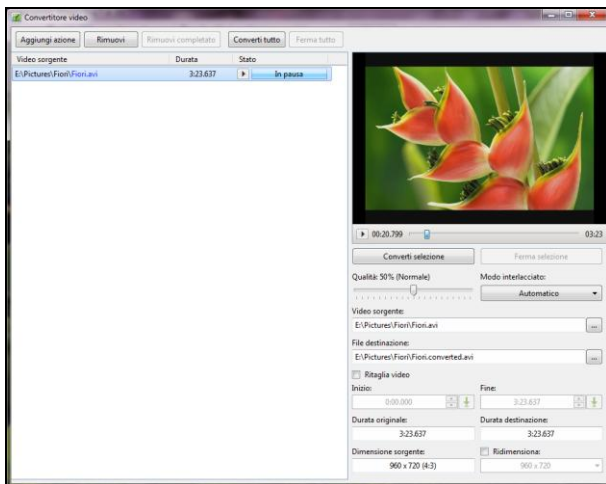 Convertitore video
Aggiungi azione Rimuovi Rimuovi completato Converti tutto Ferma tutto
Video sorgente Durata Stato
E:\Pictures\Fiori\Fiori.avi 3:23.637 In pausa
00:20.799 03:23
Converti selezione Ferma selezione
Qualità: 50% (Normale) Modo interlacciato:
Automatico
Video sorgente:
E:\Pictures\Fiori\Fiori.avi ...
File destinazione:
E:\Pictures\Fiori\Fiori.converted.avi ...
Ritaglia video
Inizio: Fine:
0:00.000 3:23.637
Durata originale: Durata destinazione:
3:23.637 3:23.637
Dimensione sorgente: Ridimensiona:
960 x 720 (4:3) 960 x 720